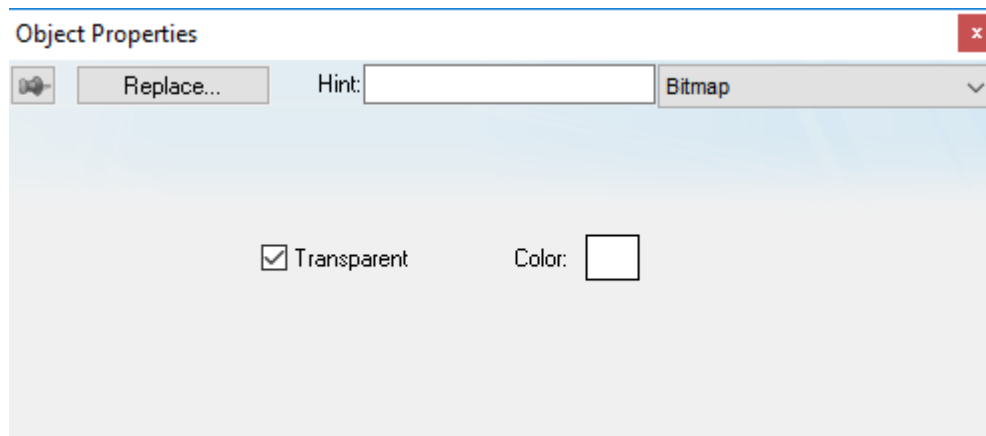 Object Properties x
Replace... Hint: Bitmap
Transparent Color: